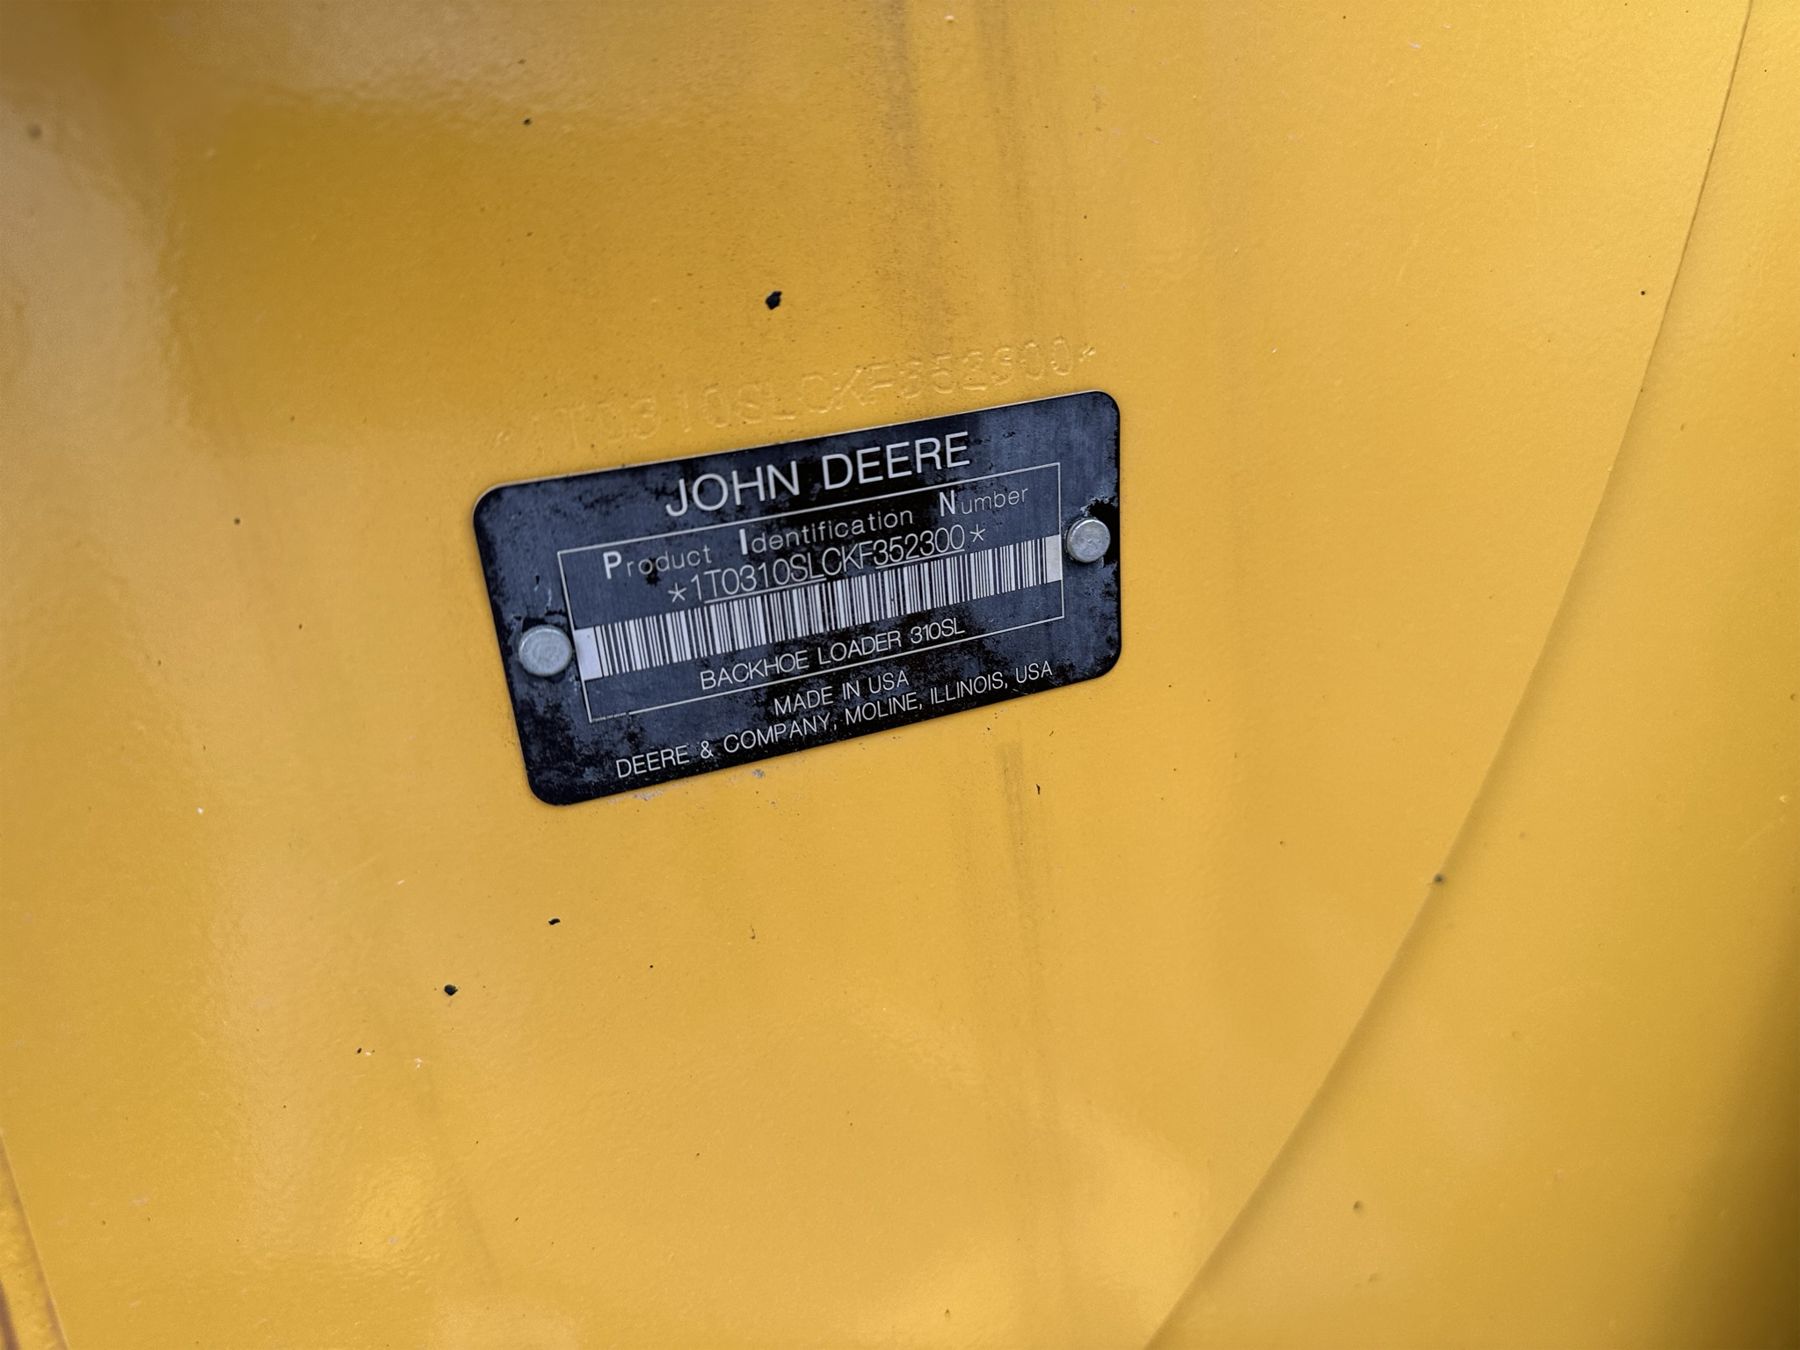 1T0310SLCKF352300*
JOHN DEERE
Product Identification Number
*1T0310SLCKF352300*
BACKHOE LOADER 310SL
MADE IN USA
DEERE & COMPANY, MOLINE, ILLINOIS, USA